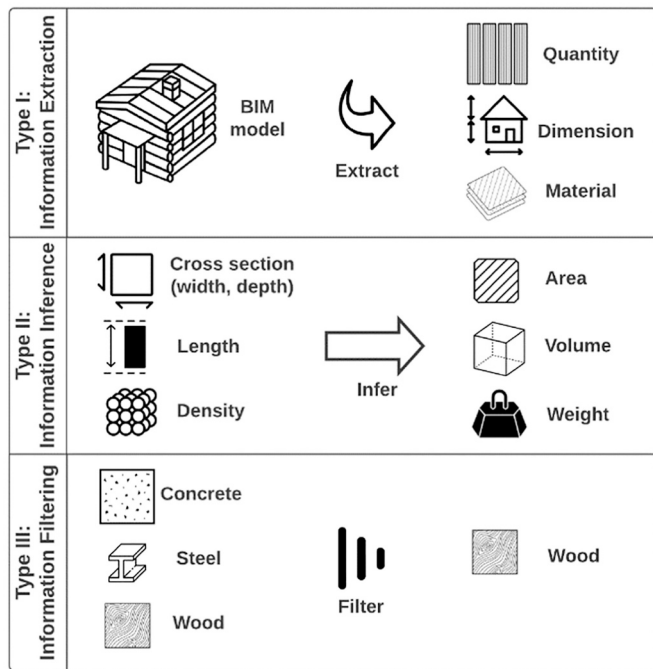 Type I:
Information Extraction
BIM
model
Extract
Quantity
Dimension
Material
Type II:
Information Inference
Cross section
(width, depth)
Length
Density
Infer
Area
Volume
Weight
Type III:
Information Filtering
Concrete
Steel
Wood
Filter
Wood